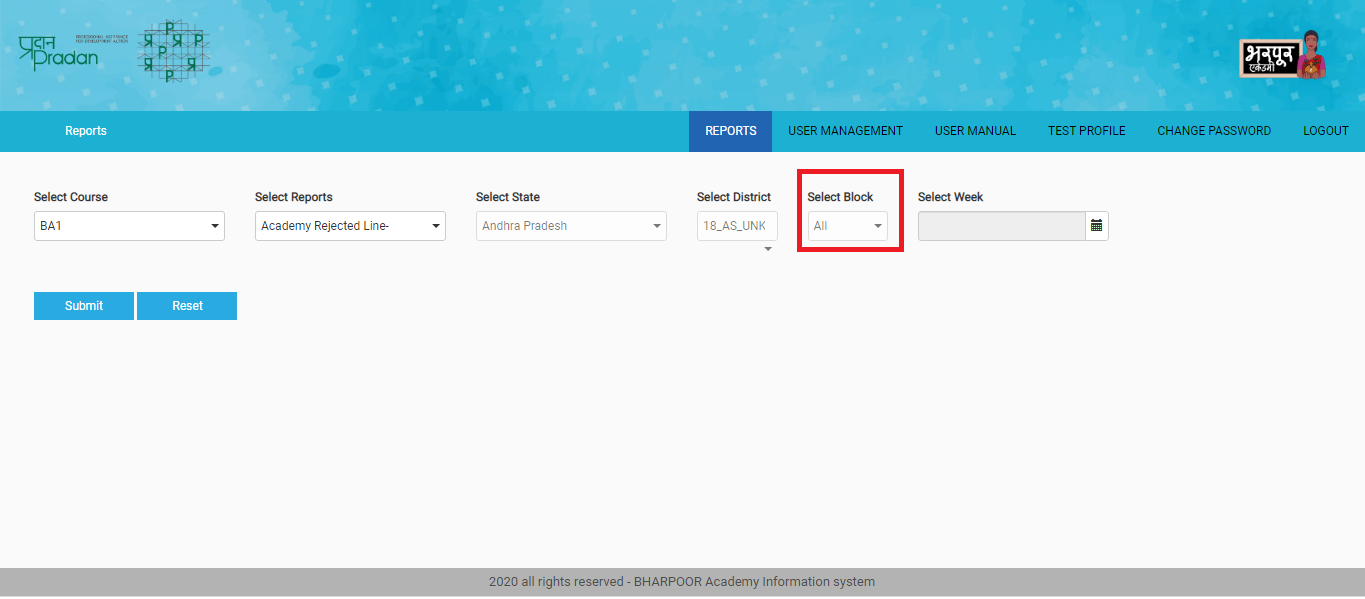 प्रदान
PROFESSIONAL ASSISTANCE
FOR DEVELOPMENT ACTION
Pradan
भरपूर
एकेडमी
Reports
REPORTS
USER MANAGEMENT
USER MANUAL
TEST PROFILE
CHANGE PASSWORD
LOGOUT
Select Course
Select Reports
Select State
Select District
Select Block
Select Week
BA1
Academy Rejected Line-
Andhra Pradesh
18_AS_UNK
All
Submit
Reset
2020 all rights reserved - BHARPOOR Academy Information system